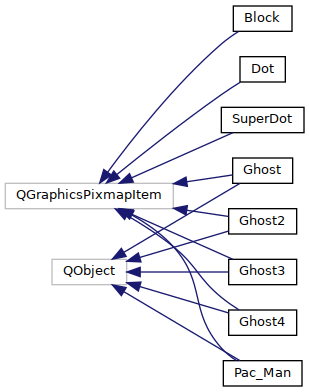 Block
Dot
SuperDot
Ghost
QGraphicsPixmapItem
Ghost2
QObject
Ghost3
Ghost4
Pac_Man